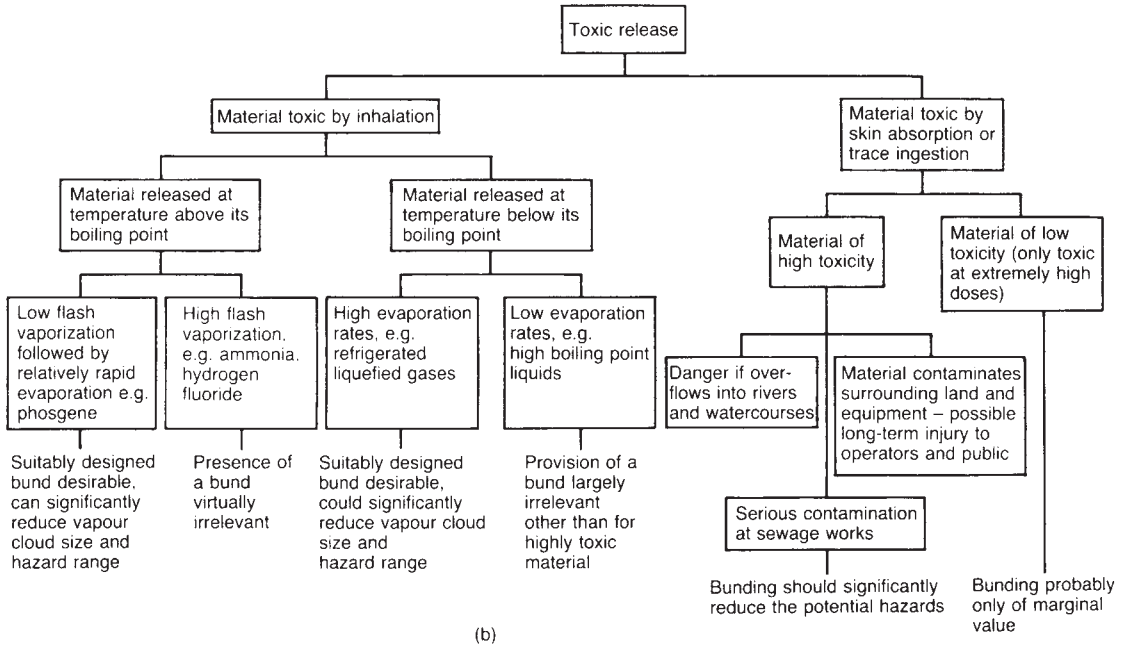 Toxic release
Material toxic by inhalation
Material toxic by
skin absorption or
trace ingestion
Material released at
temperature above its
boiling point
Material released at
temperature below its
boiling point
Material of
high toxicity
Material of low
toxicity (only toxic
at extremely high
doses)
Low flash
vaporization
followed by
relatively rapid
evaporation e.g.
phosgene
High flash
vaporization,
e.g. ammonia,
hydrogen
fluoride
High evaporation
rates, e.g.
refrigerated
liquefied gases
Low evaporation
rates, e.g.
high boiling point
liquids
Danger if over-
flows into rivers
and watercourses
Material contaminates
surrounding land and
equipment – possible
long-term injury to
operators and public
Suitably designed
bund desirable,
can significantly
reduce vapour
cloud size and
hazard range
Presence of
a bund
virtually
irrelevant
Suitably designed
bund desirable,
could significantly
reduce vapour cloud
size and
hazard range
Provision of a
bund largely
irrelevant
other than for
highly toxic
material
Serious contamination
at sewage works
Bunding should significantly
reduce the potential hazards
Bunding probably
only of marginal
value
(b)